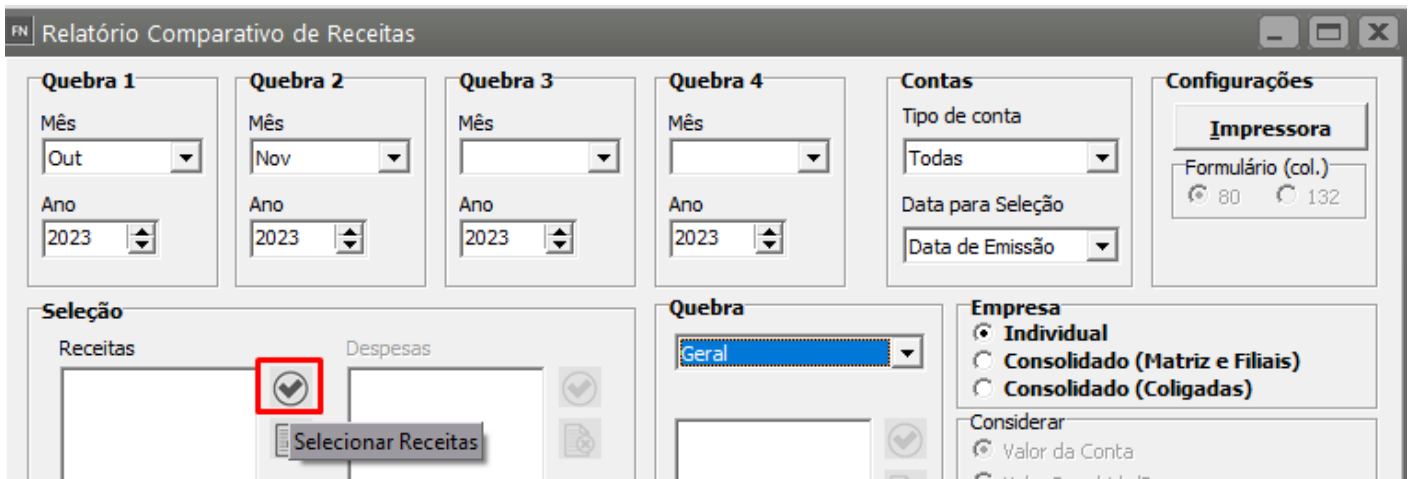 FN Relatório Comparativo de Receitas
Quebra 1 Quebra 2 Quebra 3 Quebra 4 Contas Configurações
Mês Mês Mês Mês Tipo de conta Impressora
Out Nov Todas Formulário (col.)
80 132
Ano Ano Ano Ano Data para Seleção
2023 2023 2023 2023 Data de Emissão
Seleção Quebra Empresa
Receitas Despesas Geral Individual
Consolidado (Matriz e Filiais)
Consolidado (Coligadas)
Considerar
Selecionar Receitas Valor da Conta